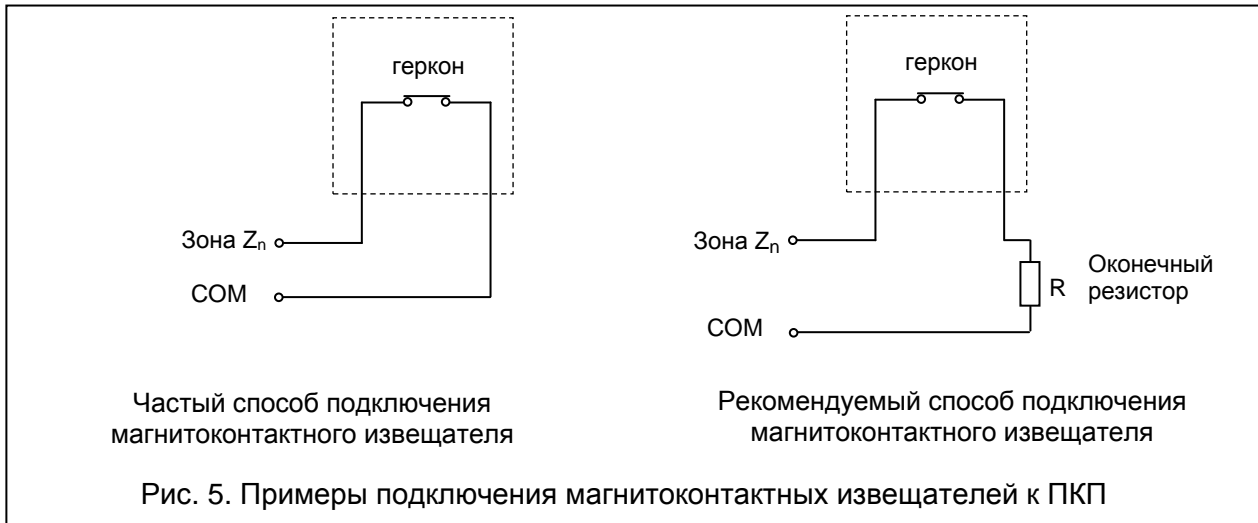 геркон
Зона Zn
COM
Частый способ подключения
магнитоконтактного извещателя
геркон
Зона Zn
R
Оконечный
резистор
COM
Рекомендуемый способ подключения
магнитоконтактного извещателя
Рис. 5. Примеры подключения магнитоконтактных извещателей к ПКП